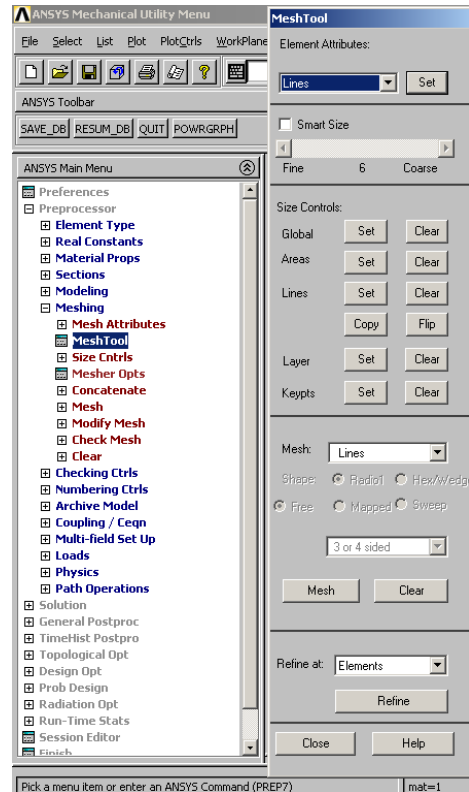 ANSYS Mechanical Utility Menu
File Select List Plot PlotCtrls WorkPlane
ANSYS Toolbar
SAVE_DB RESUM_DB QUIT POWRGRPH
ANSYS Main Menu
Preferences
Preprocessor
Element Type
Real Constants
Material Props
Sections
Modeling
Meshing
Mesh Attributes
MeshTool
Size Cntrls
Mesher Opts
Concatenate
Mesh
Modify Mesh
Check Mesh
Clear
Checking Ctrls
Numbering Ctrls
Archive Model
Coupling / Ceqn
Multi-field Set Up
Loads
Physics
Path Operations
Solution
General Postproc
TimeHist Postpro
Topological Opt
Design Opt
Prob Design
Radiation Opt
Run-Time Stats
Session Editor
Finish
Pick a menu item or enter an ANSYS Command (PREP7) mat=1
MeshTool
Element Attributes:
Lines Set
Smart Size
Fine 6 Coarse
Size Controls:
Global Set Clear
Areas Set Clear
Lines Set Clear
Copy Flip
Layer Set Clear
Keypts Set Clear
Mesh: Lines
Shape: Radio1 Hex/Wedge
Free Mapped Sweep
3 or 4 sided
Mesh Clear
Refine at: Elements
Refine
Close Help